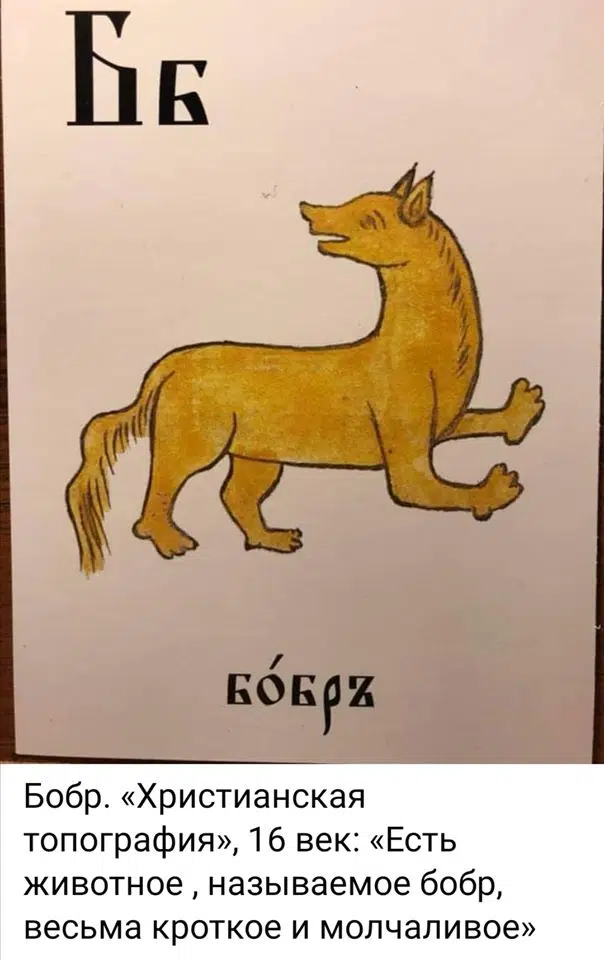 Бб
бо́бръ
Бобр. «Христианская
топография», 16 век: «Есть
животное , называемое бобр,
весьма кроткое и молчаливое»